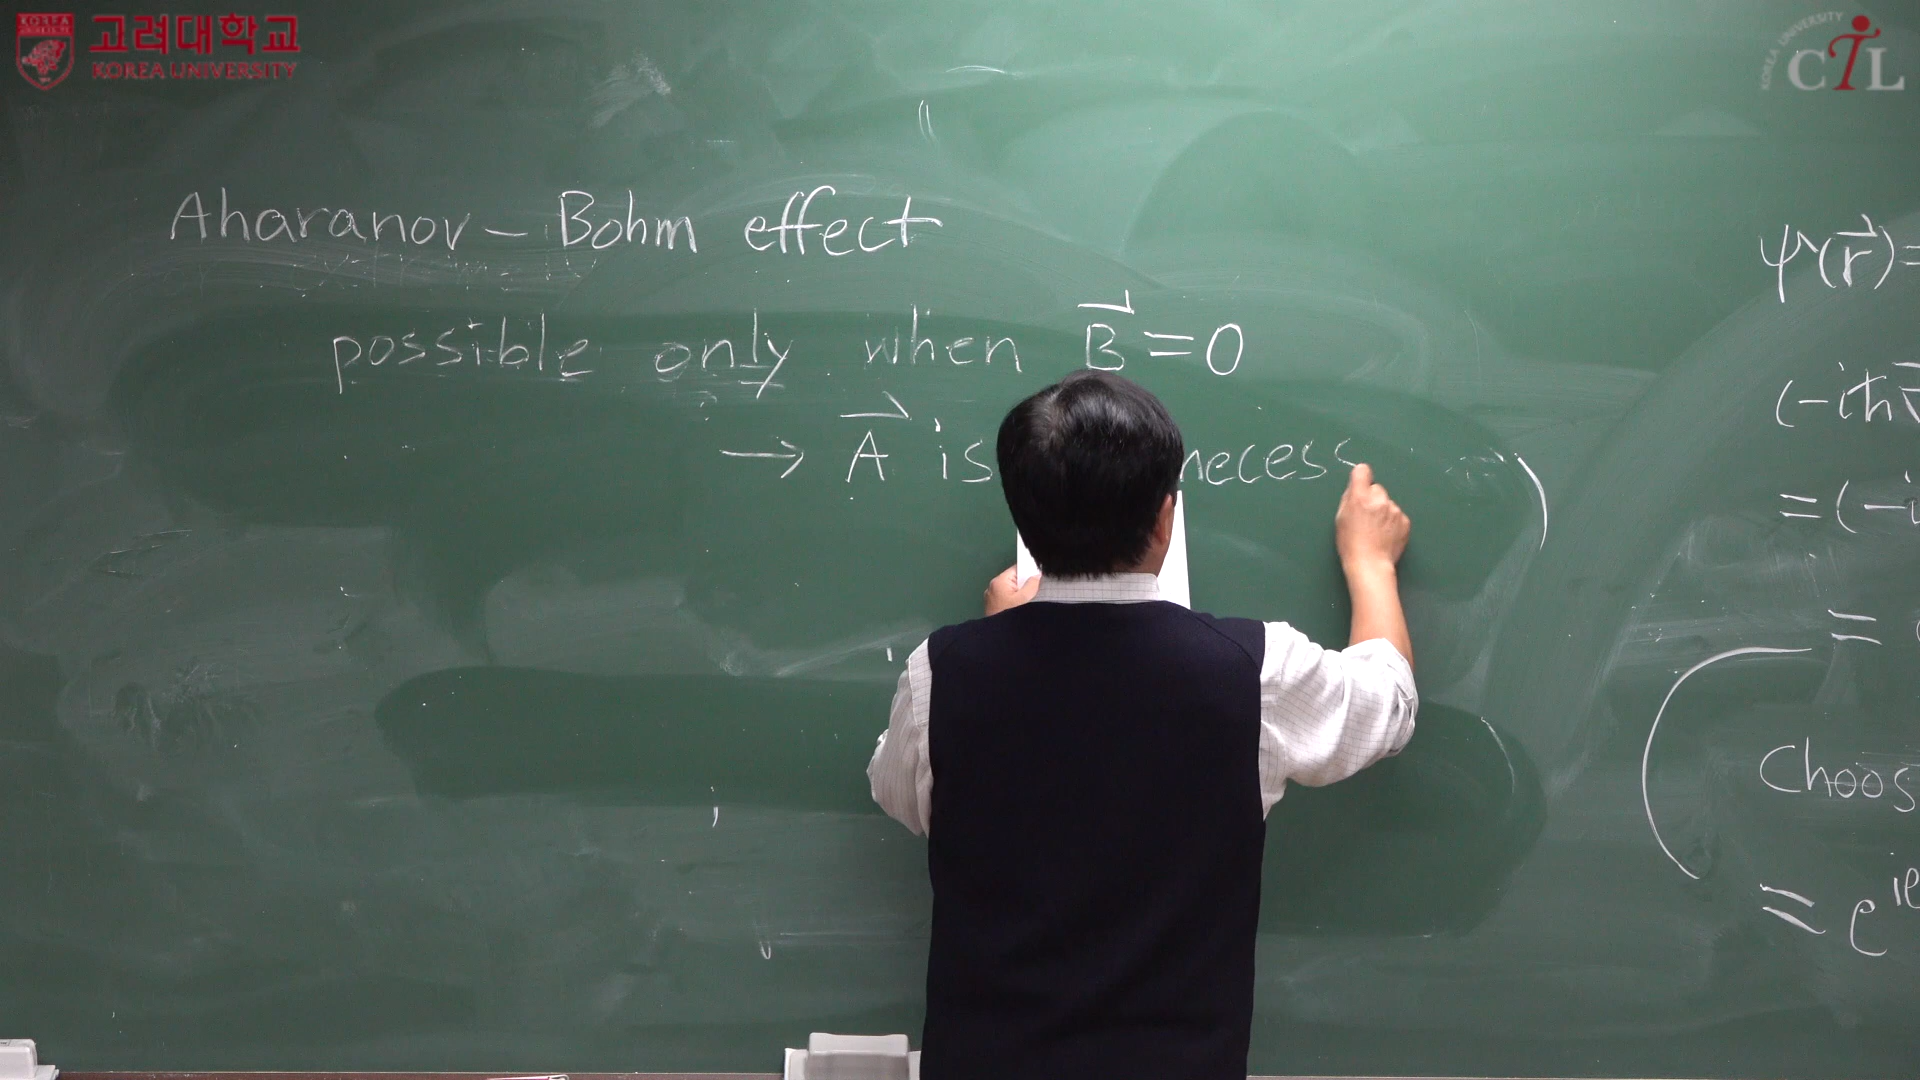 고려대학교
KOREA UNIVERSITY
KOREA UNIVERSITY
CTL
Aharanov - Bohm effect
possible only when B⃗ = 0
→ A⃗ is necess
ψ(r⃗) =
(-iħ∇
= (-i
=
Choos
= e^ie